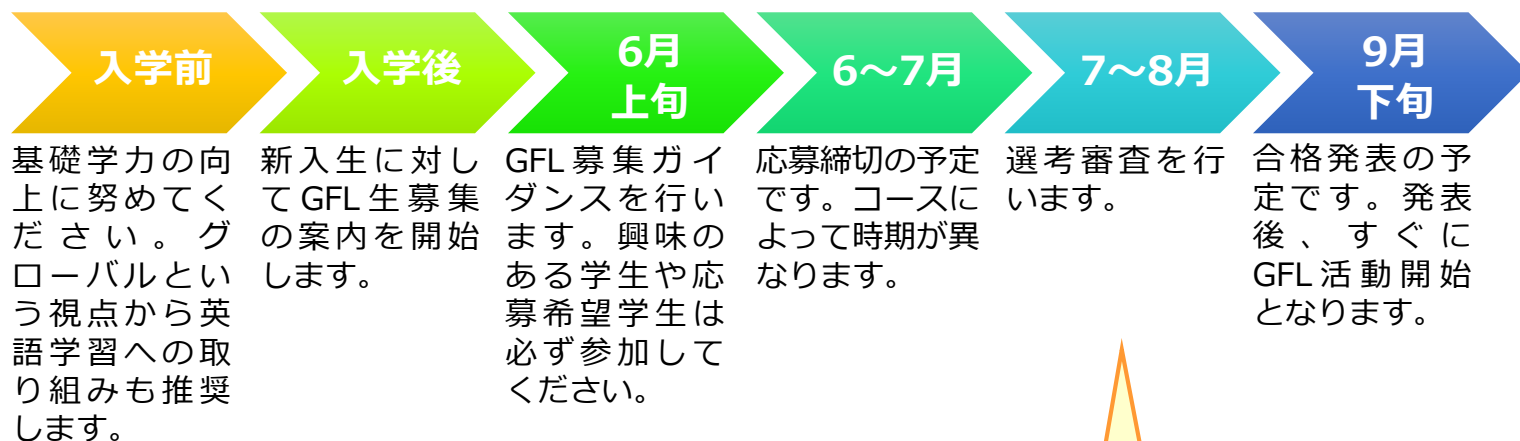 入学前
基礎学力の向
上に努めてく
ださい。グ
ローバルとい
う視点から英
語学習への取
り組みも推奨
します。
入学後
新入生に対し
てGFL生募集
の案内を開始
します。
6月
上旬
GFL募集ガイ
ダンスを行い
ます。興味の
ある学生や応
募希望学生は
必ず参加して
ください。
6～7月
応募締切の予定
です。コースに
よって時期が異
なります。
7～8月
選考審査を行
います。
9月
下旬
合格発表の予
定です。発表
後、すぐに
GFL活動開始
となります。